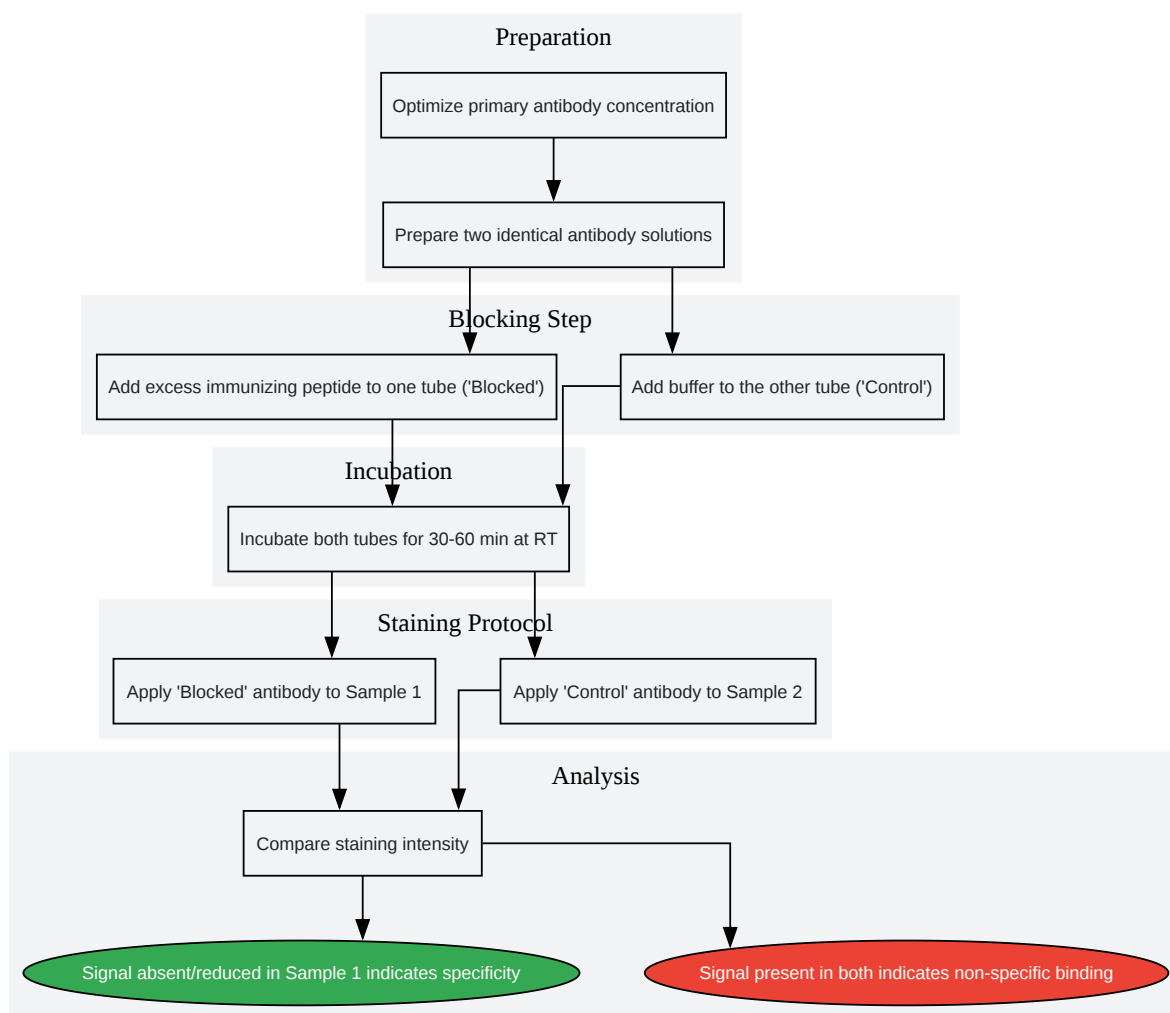 Preparation
Optimize primary antibody concentration
Prepare two identical antibody solutions
Blocking Step
Add excess immunizing peptide to one tube ('Blocked')
Add buffer to the other tube ('Control')
Incubation
Incubate both tubes for 30-60 min at RT
Staining Protocol
Apply 'Blocked' antibody to Sample 1
Apply 'Control' antibody to Sample 2
Analysis
Compare staining intensity
Signal absent/reduced in Sample 1 indicates specificity
Signal present in both indicates non-specific binding